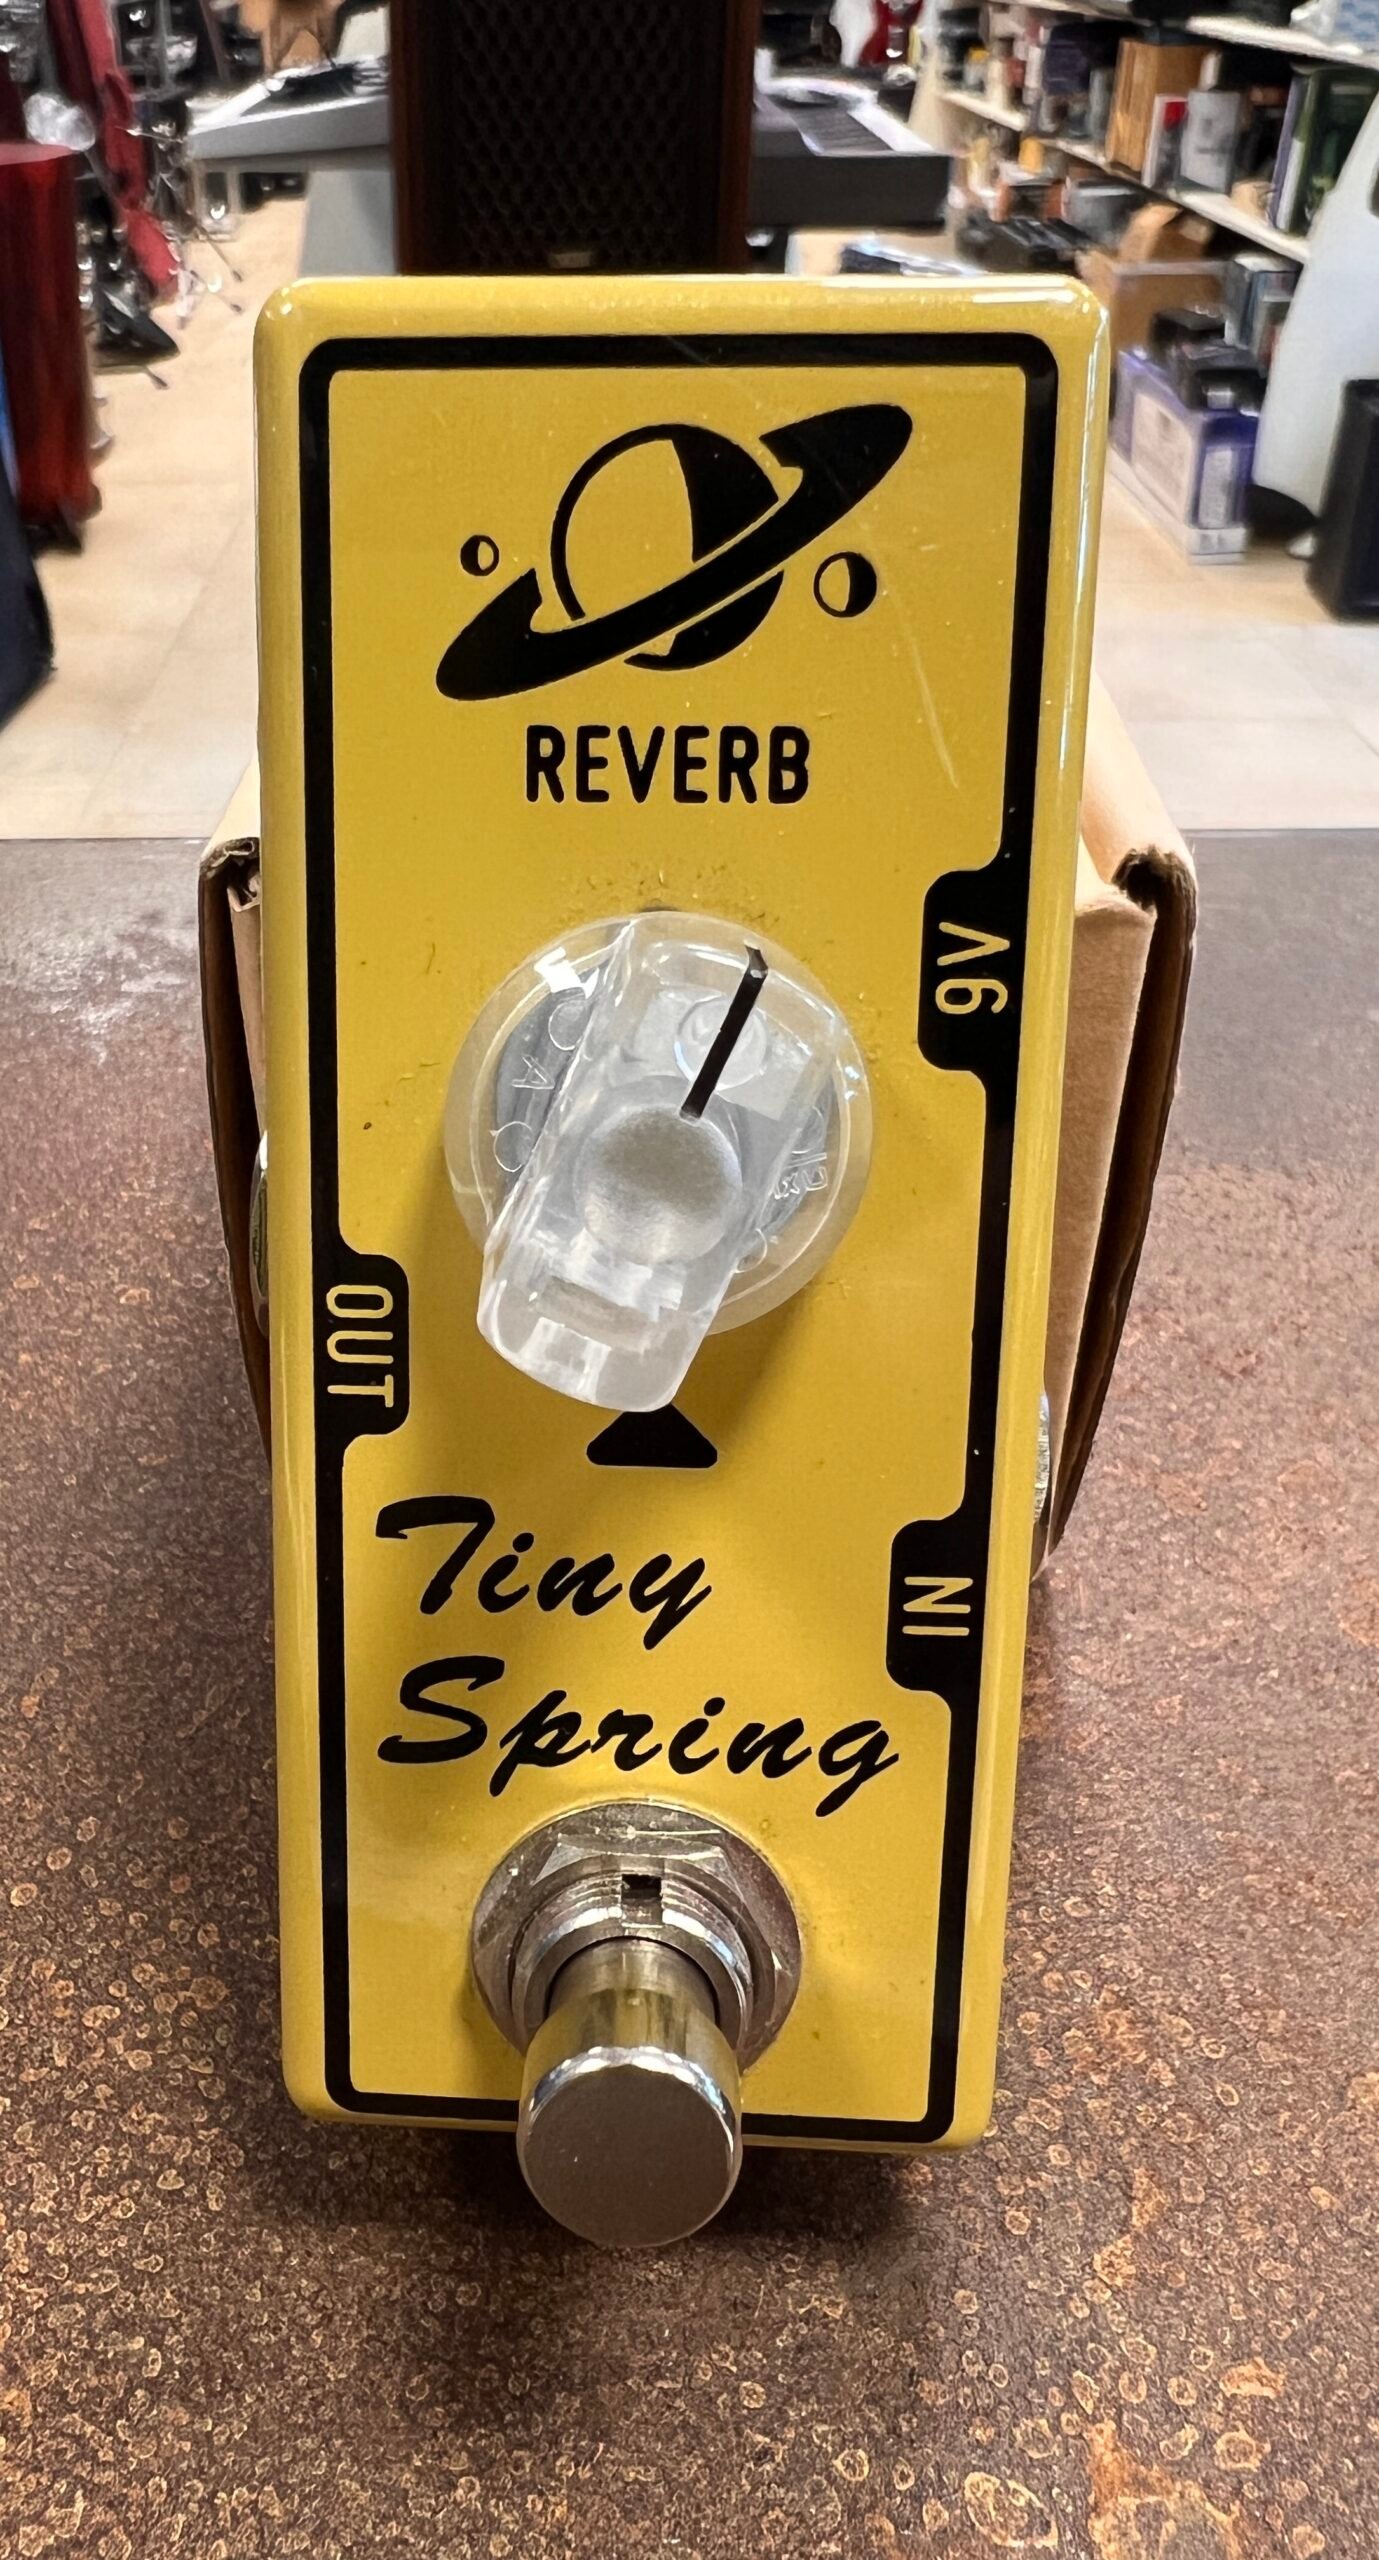 REVERB
9V
OUT
IN
Tiny
Spring